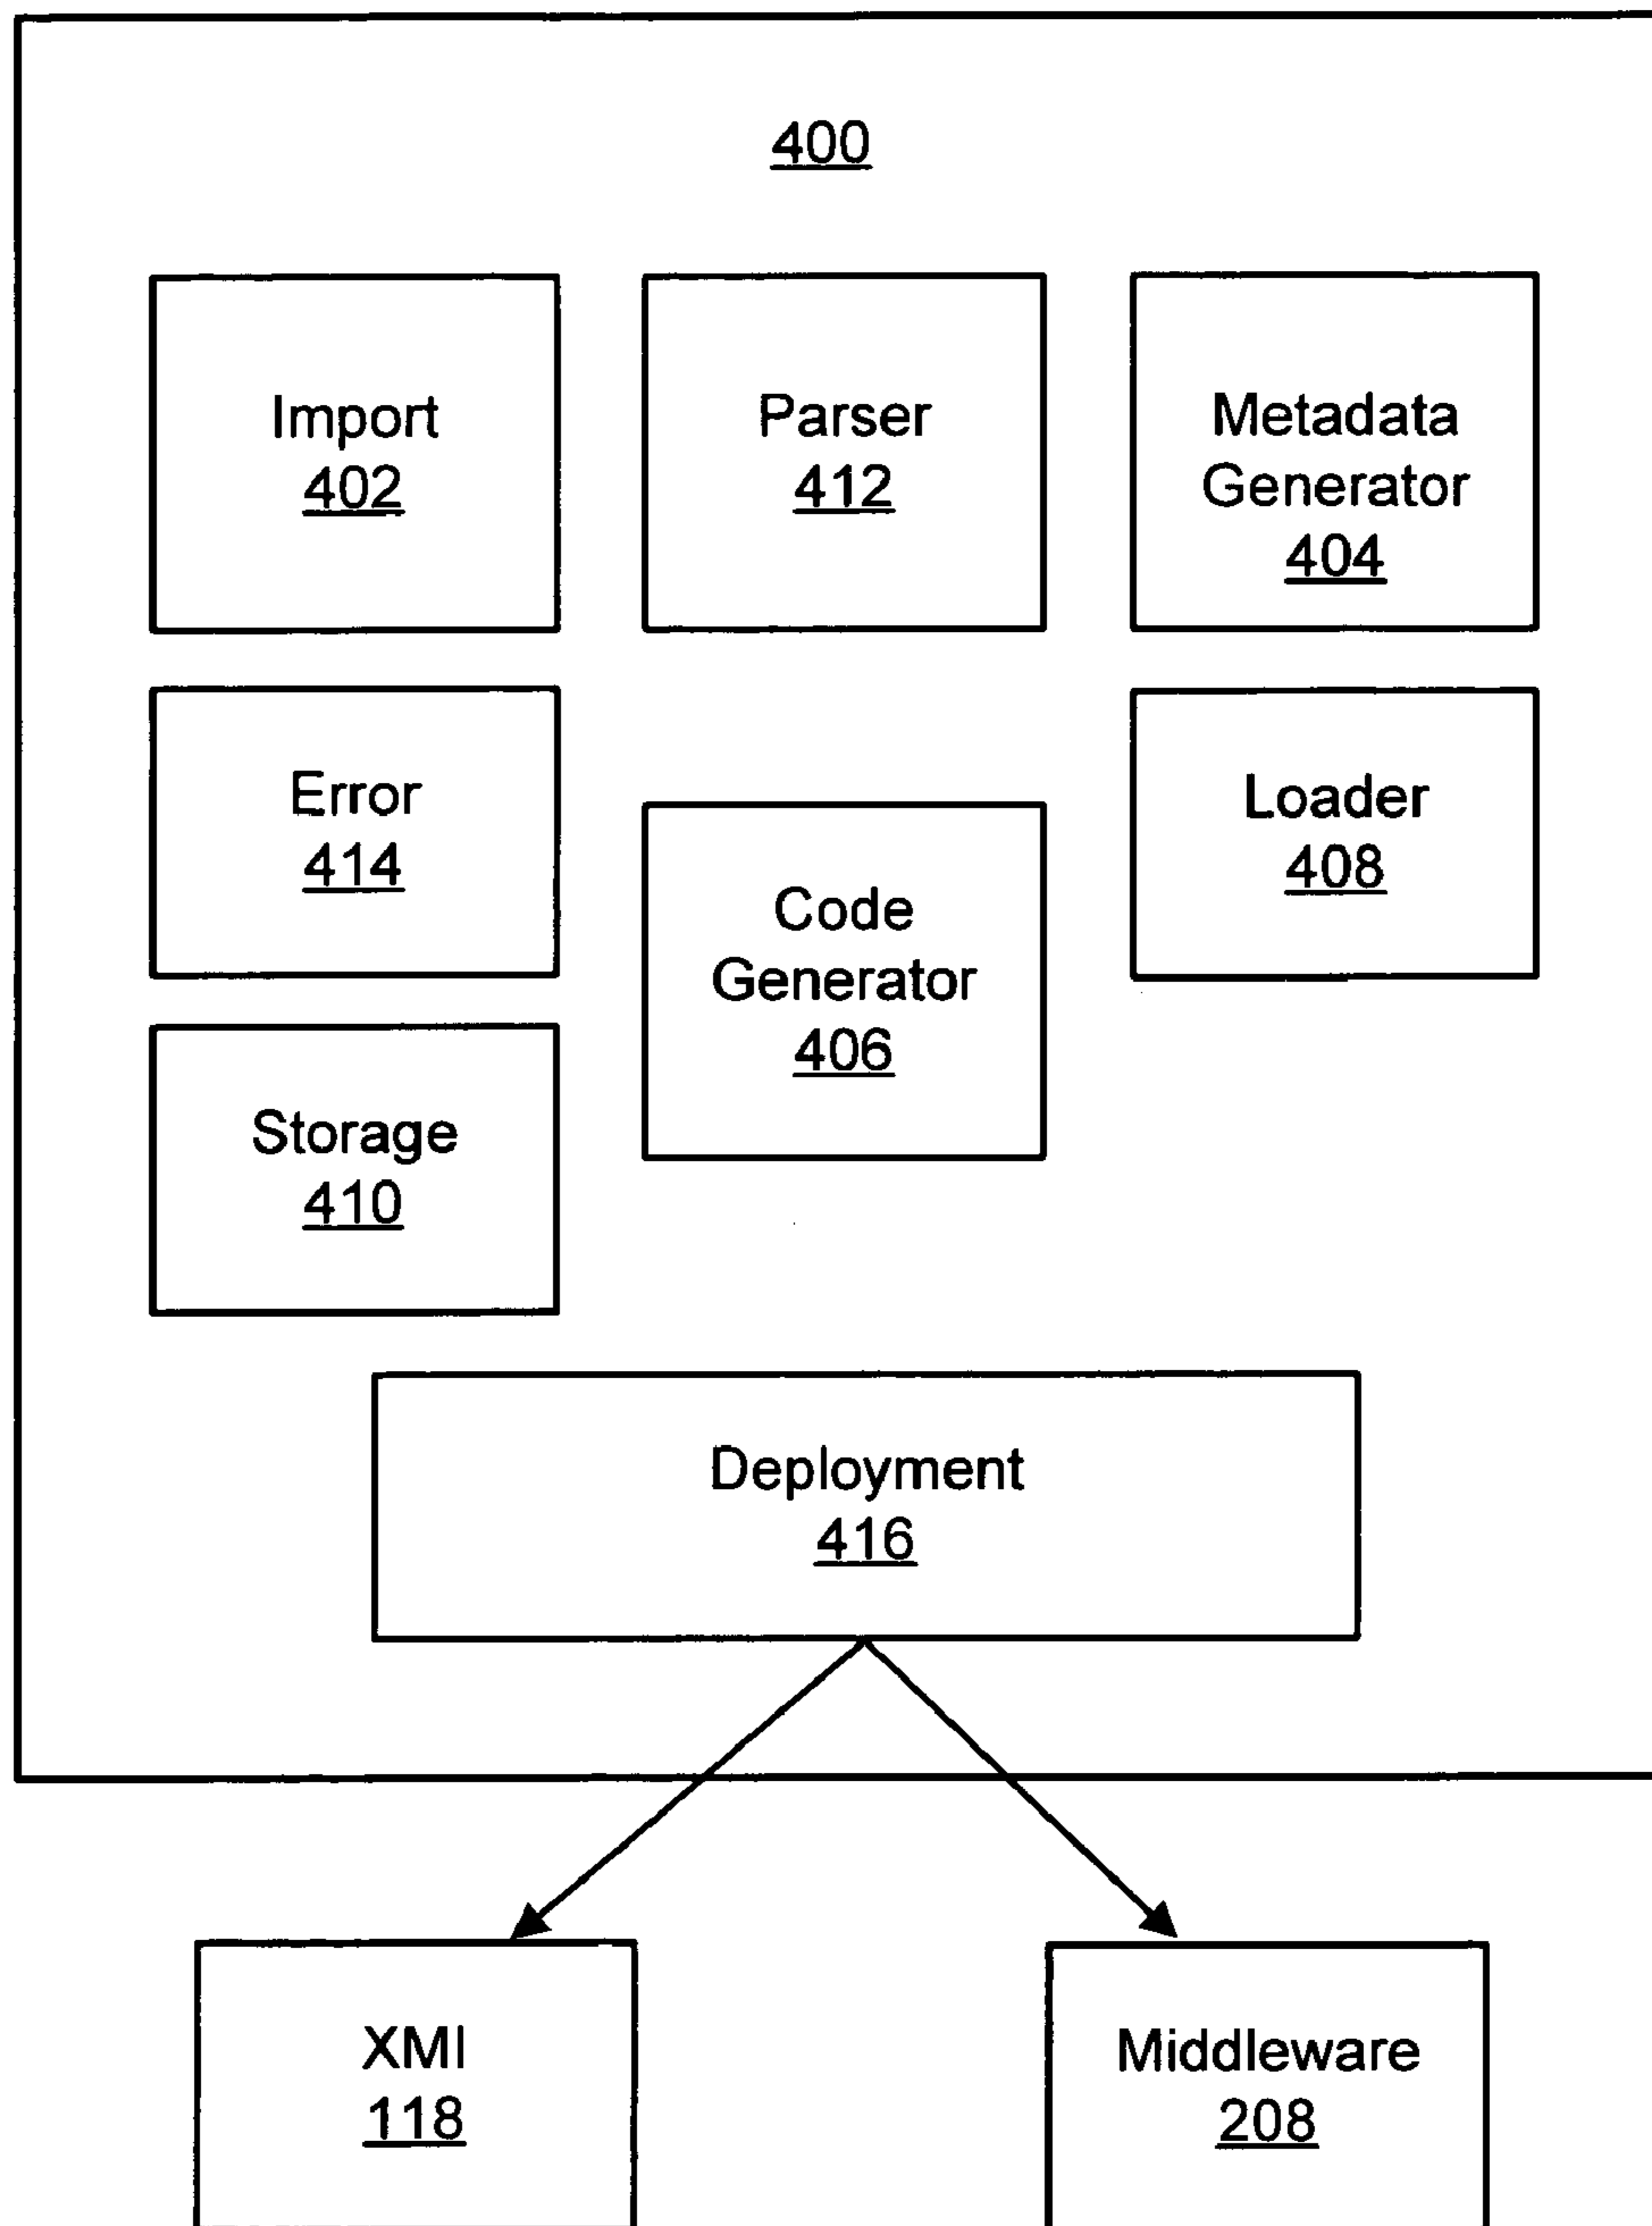 400
Import
402
Parser
412
Metadata
Generator
404
Error
414
Code
Generator
406
Loader
408
Storage
410
Deployment
416
XMI
118
Middleware
208